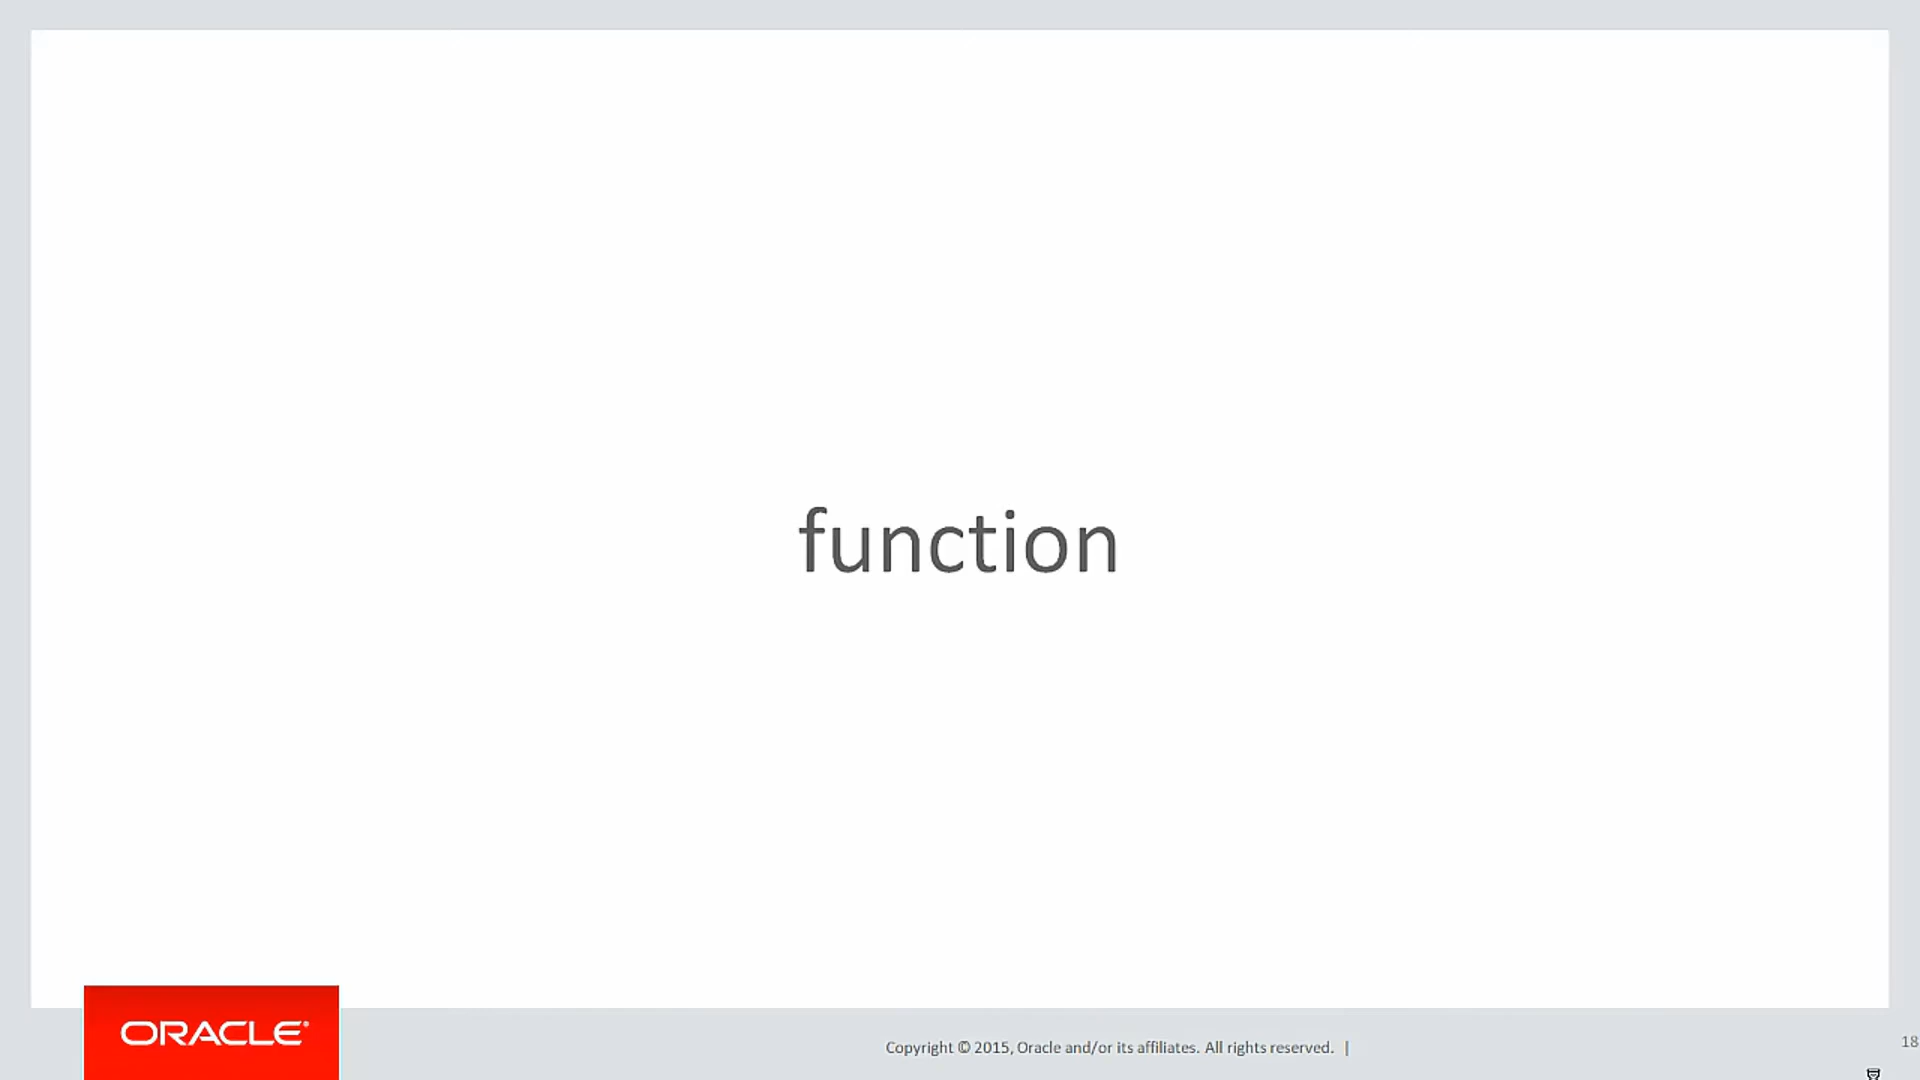 function
ORACLE®
Copyright © 2015, Oracle and/or its affiliates. All rights reserved. |
18